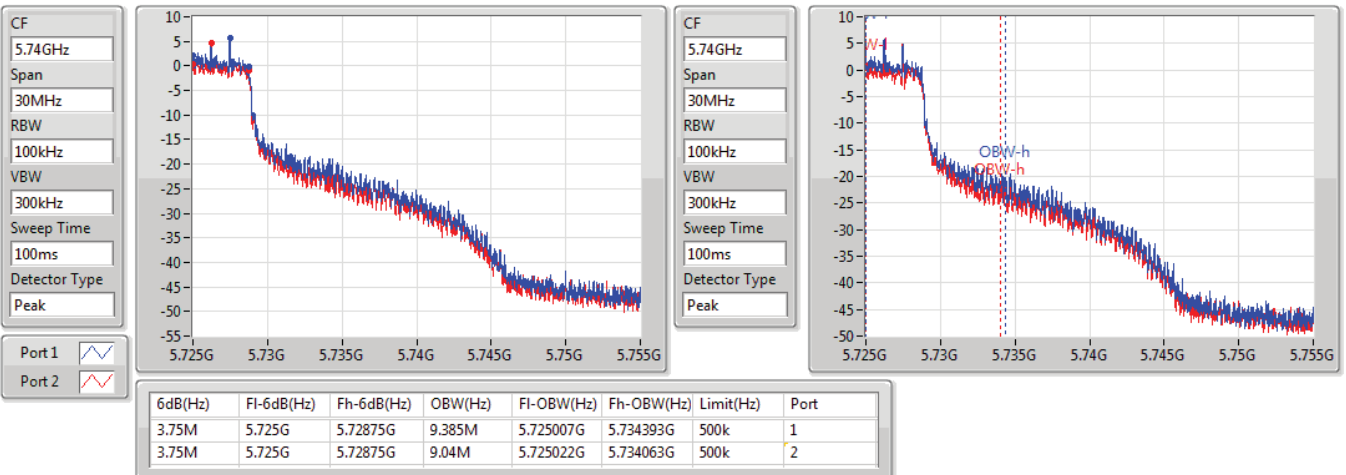 CF
5.74GHz
Span
30MHz
RBW
100kHz
VBW
300kHz
Sweep Time
100ms
Detector Type
Peak
Port 1
Port 2
10
5
0
-5
-10
-15
-20
-25
-30
-35
-40
-45
-50
-55
5.725G 5.73G 5.735G 5.74G 5.745G 5.75G 5.755G
CF
5.74GHz
Span
30MHz
RBW
100kHz
VBW
300kHz
Sweep Time
100ms
Detector Type
Peak
10
5
0
-5
-10
-15
-20
-25
-30
-35
-40
-45
-50
OBW-h
OBW-h
5.725G 5.73G 5.735G 5.74G 5.745G 5.75G 5.755G
6dB(Hz) Fl-6dB(Hz) Fh-6dB(Hz) OBW(Hz) Fl-OBW(Hz) Fh-OBW(Hz) Limit(Hz) Port
3.75M 5.725G 5.72875G 9.385M 5.725007G 5.734393G 500k 1
3.75M 5.725G 5.72875G 9.04M 5.725022G 5.734063G 500k 2